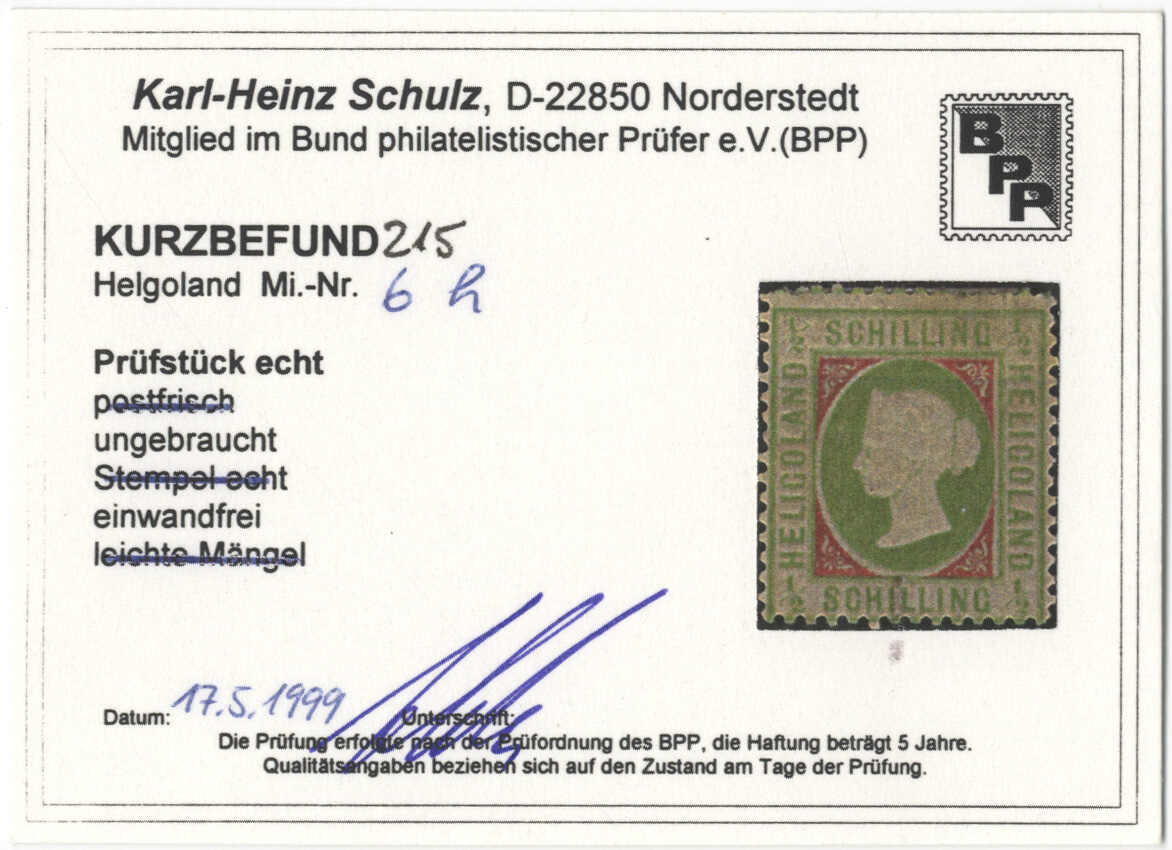 Karl-Heinz Schulz, D-22850 Norderstedt
Mitglied im Bund philatelistischer Prüfer e.V.(BPP)
BPP
KURZBEFUND 215
Helgoland Mi.-Nr. 6 h
½ SCHILLING ½
HELIGOLAND
HELIGOLAND
½ SCHILLING ½
Prüfstück echt
postfrisch
ungebraucht
Stempel echt
einwandfrei
leichte Mängel
Datum: 17.5.1999 Unterschrift:
Die Prüfung erfolgte nach der Prüfordnung des BPP, die Haftung beträgt 5 Jahre.
Qualitätsangaben beziehen sich auf den Zustand am Tage der Prüfung.